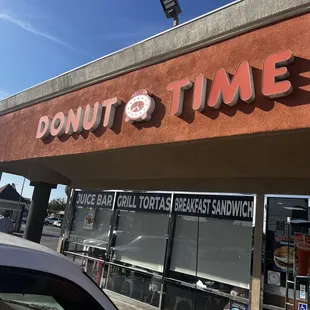 DONUT TIME
JUICE BAR GRILL TORTAS BREAKFAST SANDWICH